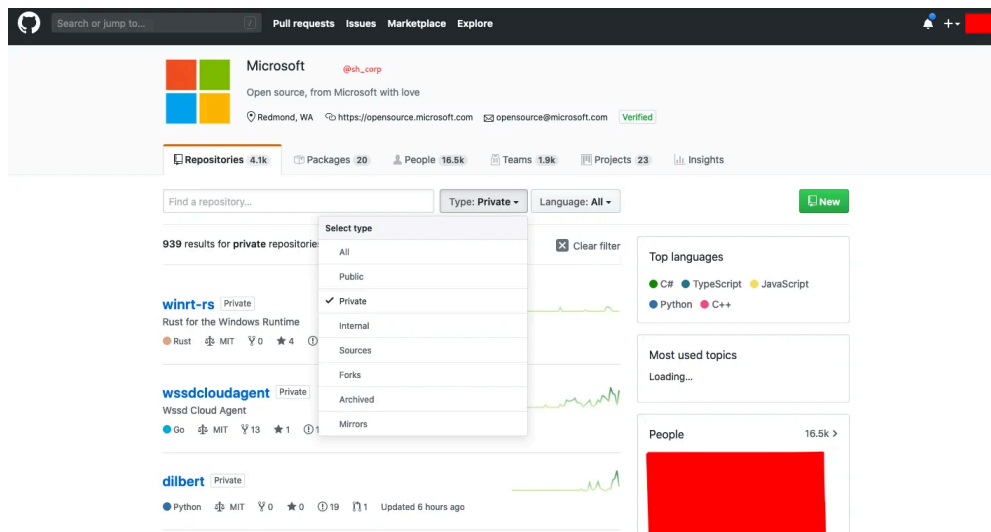 Search or jump to... / Pull requests Issues Marketplace Explore
Microsoft @sh_corp
Open source, from Microsoft with love
Redmond, WA https://opensource.microsoft.com opensource@microsoft.com Verified
Repositories 4.1k Packages 20 People 16.5k Teams 1.9k Projects 23 Insights
Find a repository... Type: Private Language: All New
Select type
All
Public
Private
Internal
Sources
Forks
Archived
Mirrors
939 results for private repositories Clear filter
winrt-rs Private
Rust for the Windows Runtime
Rust MIT 0 4
wssdcloudagent Private
Wssd Cloud Agent
Go MIT 13 1
dilbert Private
Python MIT 0 0 19 1 Updated 6 hours ago
Top languages
C# TypeScript JavaScript
Python C++
Most used topics
Loading...
People 16.5k >